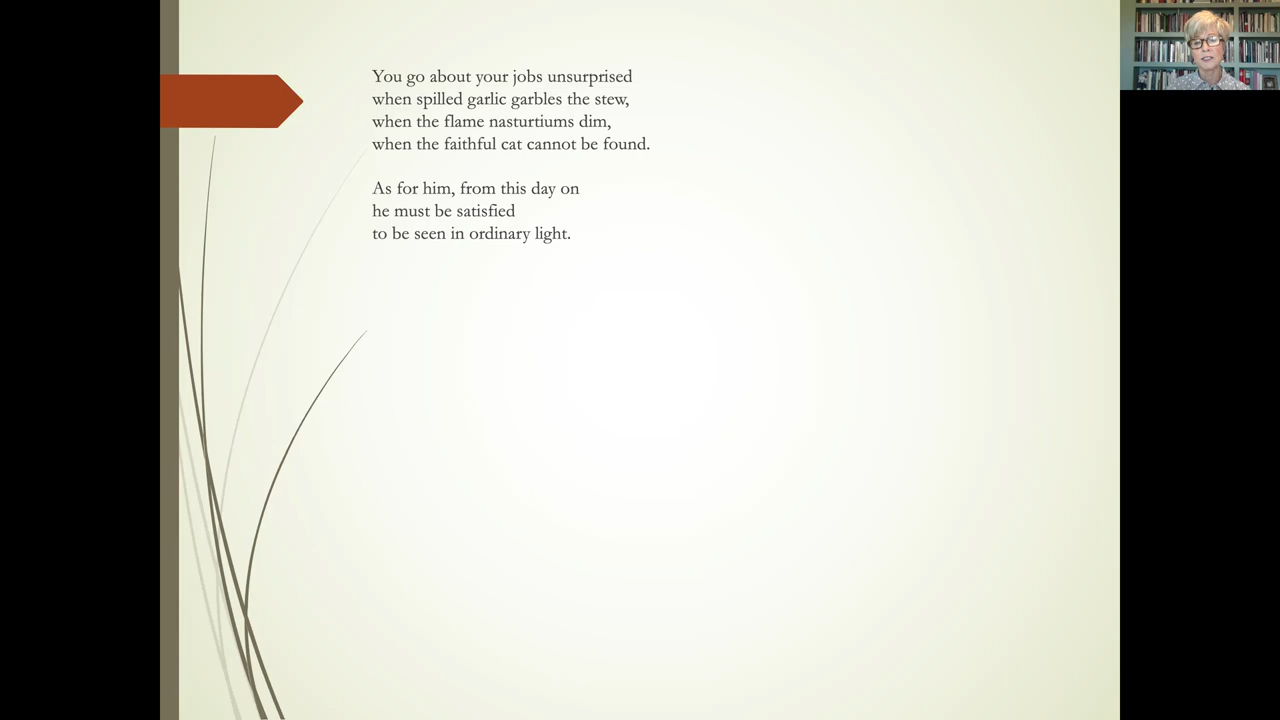 You go about your jobs unsurprised
when spilled garlic garbles the stew,
when the flame nasturtiums dim,
when the faithful cat cannot be found.
As for him, from this day on
he must be satisfied
to be seen in ordinary light.